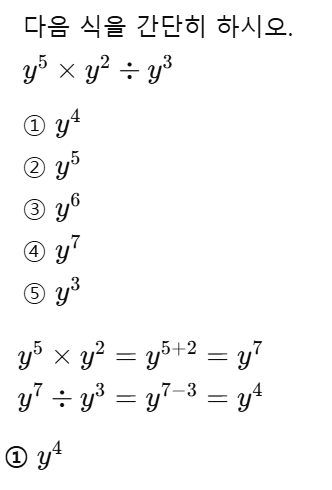 다음 식을 간단히 하시오.
y⁵ × y² ÷ y³
① y⁴
② y⁵
③ y⁶
④ y⁷
⑤ y³
y⁵ × y² = y⁵⁺² = y⁷
y⁷ ÷ y³ = y⁷⁻³ = y⁴
① y⁴